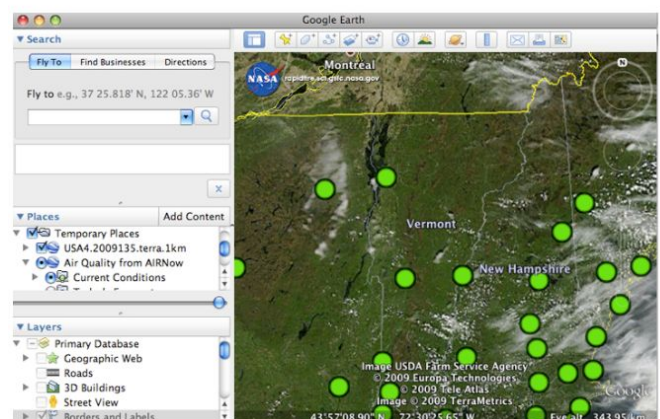 Google Earth
Search
Fly To Find Businesses Directions
Fly to e.g., 37 25.818' N, 122 05.36' W
x
Places Add Content
Temporary Places
USA4.2009135.terra.1km
Air Quality from AIRNow
Current Conditions
Layers
Primary Database
Geographic Web
Roads
3D Buildings
Street View
Borders and Labels
N
Montreal
NASA rapidfire.sci.gsfc.nasa.gov
Vermont
New Hampshire
Image USDA Farm Service Agency
© 2009 Europa Technologies
© 2009 Tele Atlas
Image © 2009 TerraMetrics
Google
43°57'08.90" N 72°30'25.65" W Eye alt 343.95 km